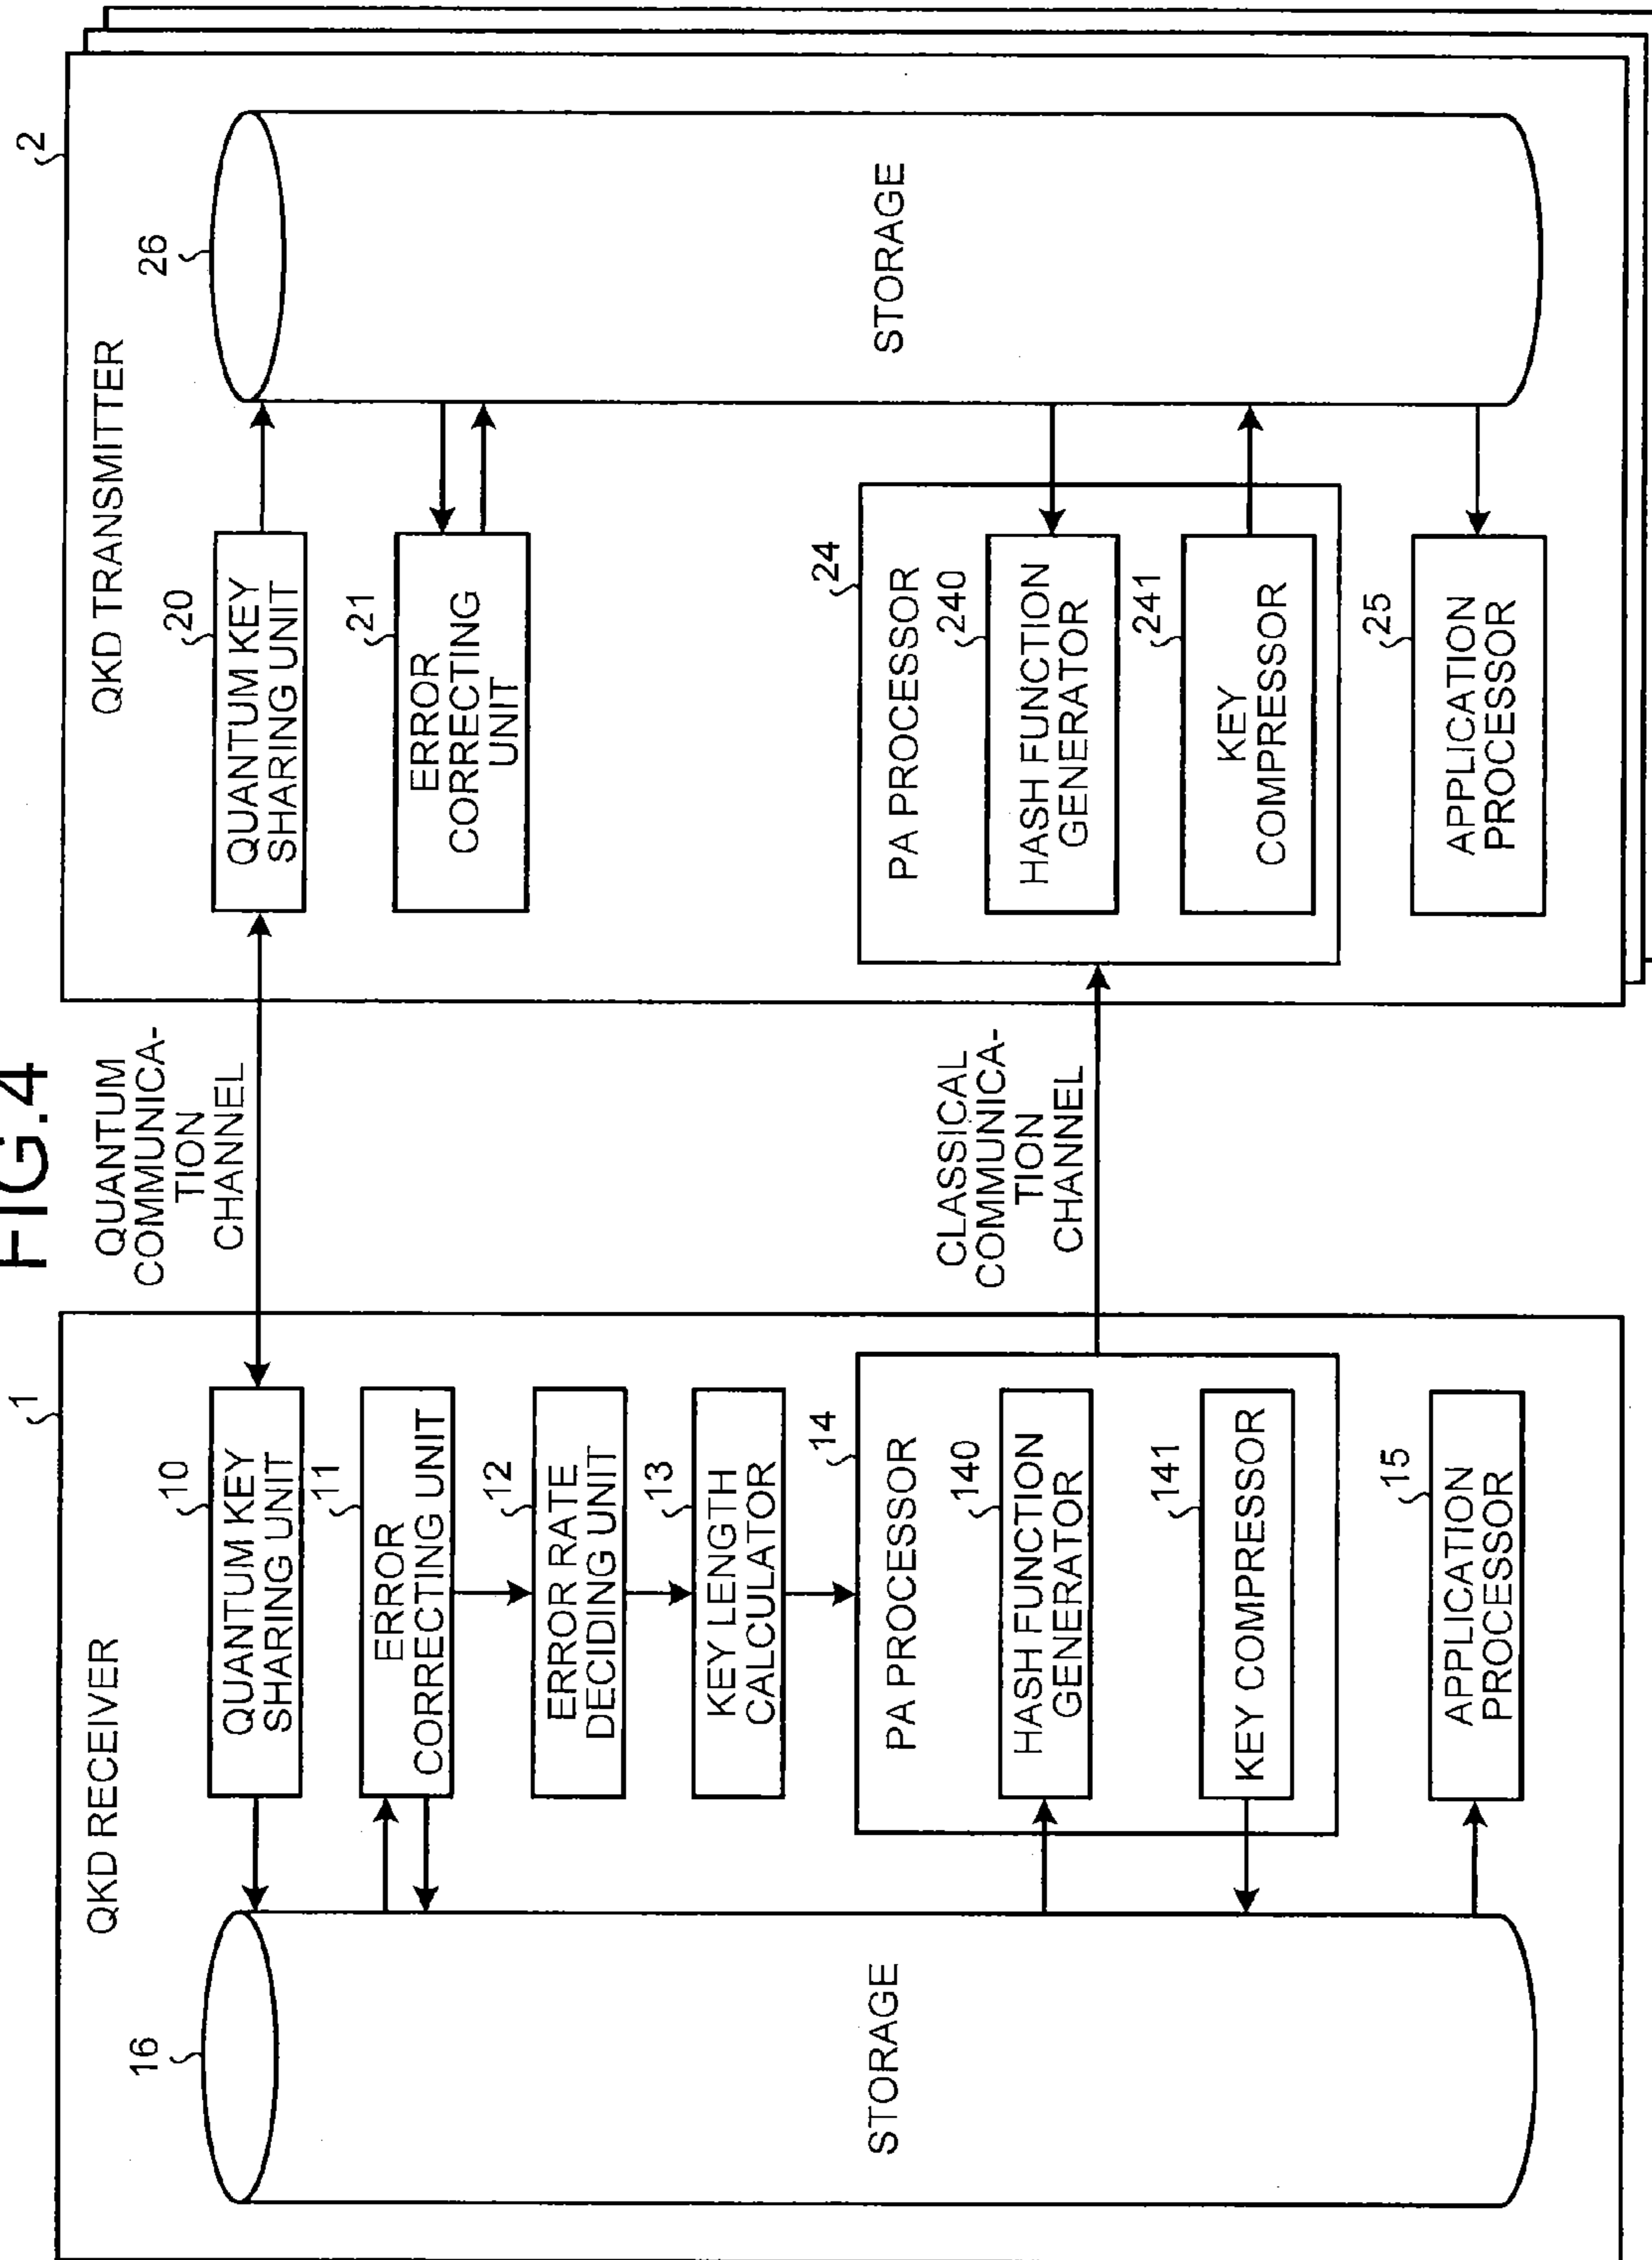 FIG.4
1
QKD RECEIVER
16
STORAGE
10
QUANTUM KEY
SHARING UNIT
11
ERROR
CORRECTING UNIT
12
ERROR RATE
DECIDING UNIT
13
KEY LENGTH
CALCULATOR
14
PA PROCESSOR
140
HASH FUNCTION
GENERATOR
141
KEY COMPRESSOR
15
APPLICATION
PROCESSOR
QUANTUM
COMMUNICA-
TION
CHANNEL
CLASSICAL
COMMUNICA-
TION
CHANNEL
2
QKD TRANSMITTER
20
QUANTUM KEY
SHARING UNIT
21
ERROR
CORRECTING
UNIT
24
PA PROCESSOR
240
HASH FUNCTION
GENERATOR
241
KEY
COMPRESSOR
25
APPLICATION
PROCESSOR
26
STORAGE